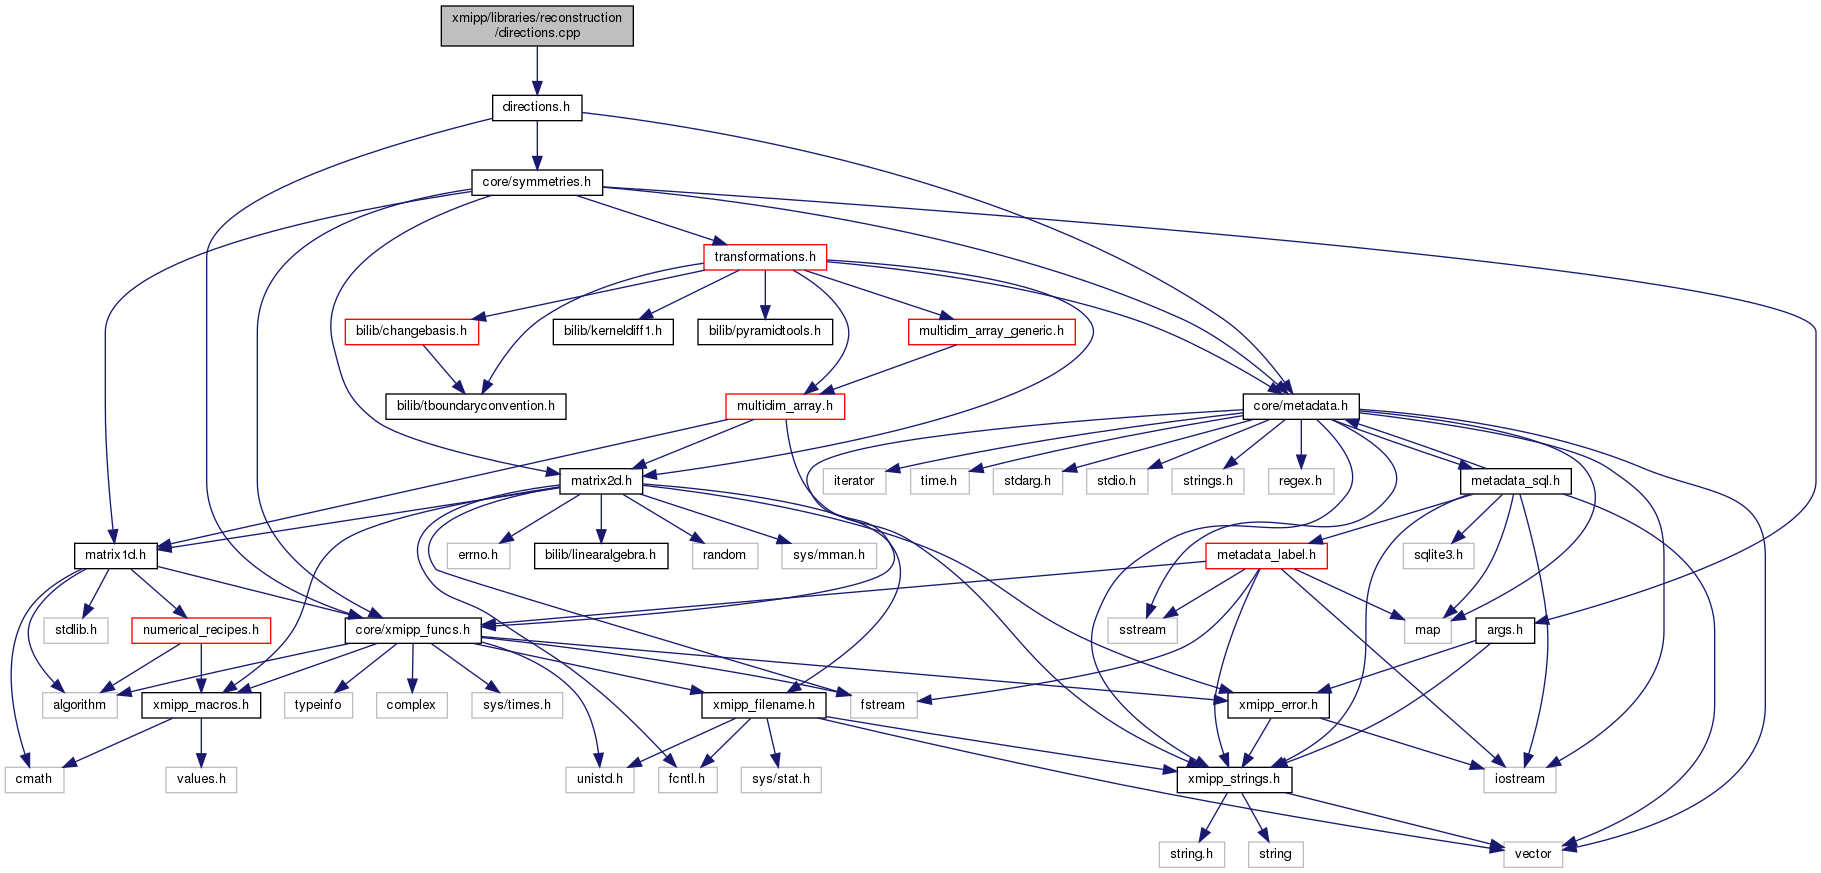 xmipp/libraries/reconstruction
/directions.cpp
directions.h
core/symmetries.h
transformations.h
bilib/changebasis.h
bilib/kerneldiff1.h
bilib/pyramidtools.h
multidim_array_generic.h
bilib/tboundaryconvention.h
multidim_array.h
core/metadata.h
matrix2d.h
iterator
time.h
stdarg.h
stdio.h
strings.h
regex.h
metadata_sql.h
matrix1d.h
errno.h
bilib/linearalgebra.h
random
sys/mman.h
metadata_label.h
sqlite3.h
stdlib.h
numerical_recipes.h
core/xmipp_funcs.h
sstream
map
args.h
algorithm
xmipp_macros.h
typeinfo
complex
sys/times.h
xmipp_filename.h
fstream
xmipp_error.h
cmath
values.h
unistd.h
fcntl.h
sys/stat.h
xmipp_strings.h
iostream
string.h
string
vector